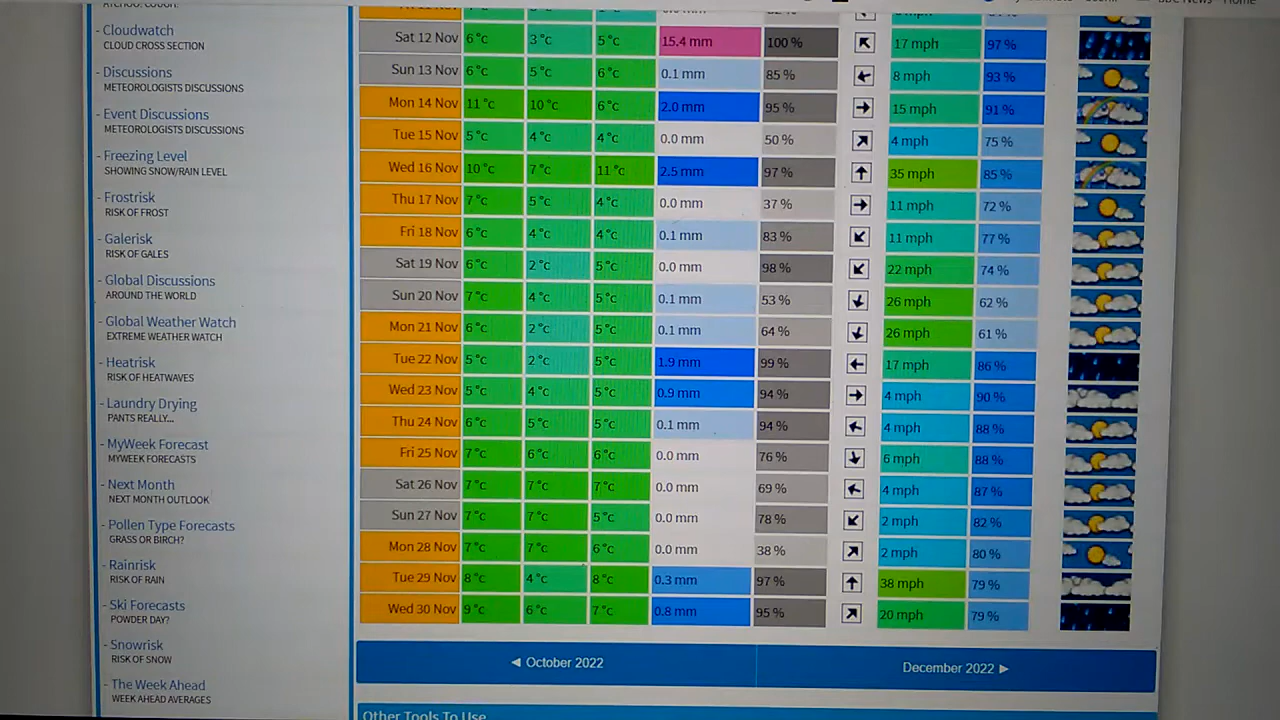 - Cloudwatch
CLOUD CROSS SECTION
- Discussions
METEOROLOGISTS DISCUSSIONS
- Event Discussions
METEOROLOGISTS DISCUSSIONS
- Freezing Level
SHOWING SNOW/RAIN LEVEL
- Frostrisk
RISK OF FROST
- Galerisk
RISK OF GALES
- Global Discussions
AROUND THE WORLD
- Global Weather Watch
EXTREME WEATHER WATCH
- Heatrisk
RISK OF HEATWAVES
- Laundry Drying
PANTS REALLY...
- MyWeek Forecast
MYWEEK FORECASTS
- Next Month
NEXT MONTH OUTLOOK
- Pollen Type Forecasts
GRASS OR BIRCH?
- Rainrisk
RISK OF RAIN
- Ski Forecasts
POWDER DAY?
- Snowrisk
RISK OF SNOW
- The Week Ahead
WEEK AHEAD AVERAGES
Sat 12 Nov 6°c 3°c 5°c 15.4 mm 100 % 17 mph 97 %
Sun 13 Nov 6°c 5°c 6°c 0.1 mm 85 % 8 mph 93 %
Mon 14 Nov 11°c 10°c 6°c 2.0 mm 95 % 15 mph 91 %
Tue 15 Nov 5°c 4°c 4°c 0.0 mm 50 % 4 mph 75 %
Wed 16 Nov 10°c 7°c 11°c 2.5 mm 97 % 35 mph 85 %
Thu 17 Nov 7°c 5°c 4°c 0.0 mm 37 % 11 mph 72 %
Fri 18 Nov 6°c 4°c 4°c 0.1 mm 83 % 11 mph 77 %
Sat 19 Nov 6°c 2°c 5°c 0.0 mm 98 % 22 mph 74 %
Sun 20 Nov 7°c 4°c 5°c 0.1 mm 53 % 26 mph 62 %
Mon 21 Nov 6°c 2°c 5°c 0.1 mm 64 % 26 mph 61 %
Tue 22 Nov 5°c 2°c 5°c 1.9 mm 99 % 17 mph 86 %
Wed 23 Nov 5°c 4°c 5°c 0.9 mm 94 % 4 mph 90 %
Thu 24 Nov 6°c 5°c 5°c 0.1 mm 94 % 4 mph 88 %
Fri 25 Nov 7°c 6°c 6°c 0.0 mm 76 % 6 mph 88 %
Sat 26 Nov 7°c 7°c 7°c 0.0 mm 69 % 4 mph 87 %
Sun 27 Nov 7°c 7°c 5°c 0.0 mm 78 % 2 mph 82 %
Mon 28 Nov 7°c 7°c 6°c 0.0 mm 38 % 2 mph 80 %
Tue 29 Nov 8°c 4°c 8°c 0.3 mm 97 % 38 mph 79 %
Wed 30 Nov 9°c 6°c 7°c 0.8 mm 95 % 20 mph 79 %
◄ October 2022
December 2022 ►
Other Tools To Use